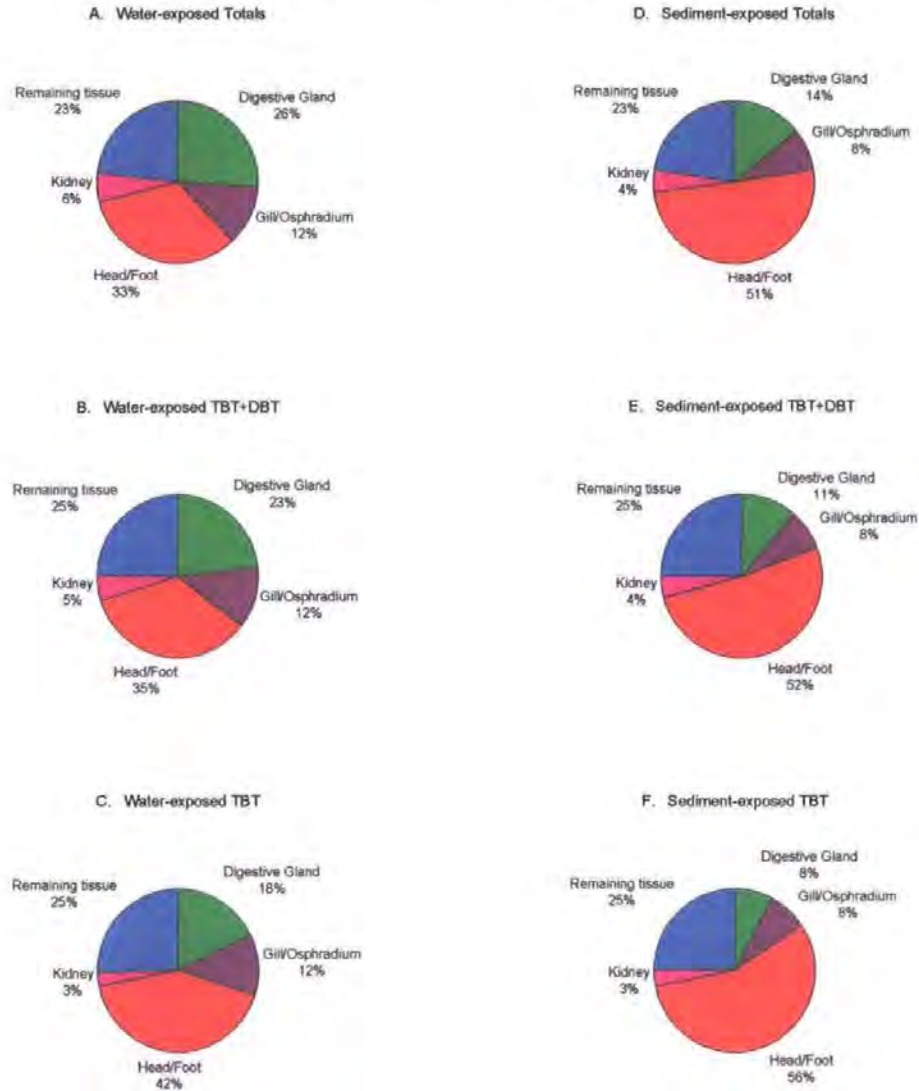 A. Water-exposed Totals
Remaining tissue
23%
Digestive Gland
26%
Kidney
6%
Gill/Osphradium
12%
Head/Foot
33%
D. Sediment-exposed Totals
Remaining tissue
23%
Digestive Gland
14%
Gill/Osphradium
8%
Kidney
4%
Head/Foot
51%
B. Water-exposed TBT+DBT
Remaining tissue
25%
Digestive Gland
23%
Kidney
5%
Gill/Osphradium
12%
Head/Foot
35%
E. Sediment-exposed TBT+DBT
Remaining tissue
25%
Digestive Gland
11%
Gill/Osphradium
8%
Kidney
4%
Head/Foot
52%
C. Water-exposed TBT
Remaining tissue
25%
Digestive Gland
18%
Gill/Osphradium
12%
Kidney
3%
Head/Foot
42%
F. Sediment-exposed TBT
Digestive Gland
8%
Remaining tissue
25%
Gill/Osphradium
8%
Kidney
3%
Head/Foot
56%